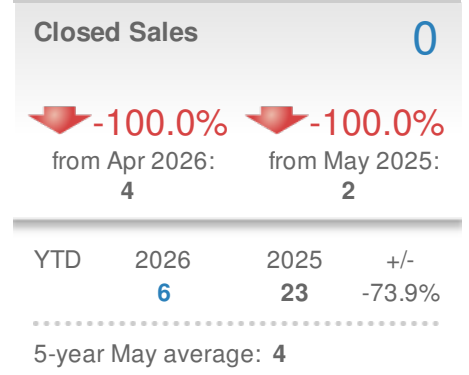 Closed Sales 0
-100.0% -100.0%
from Apr 2026: from May 2025:
4 2
YTD 2026 2025 +/-
6 23 -73.9%
5-year May average: 4